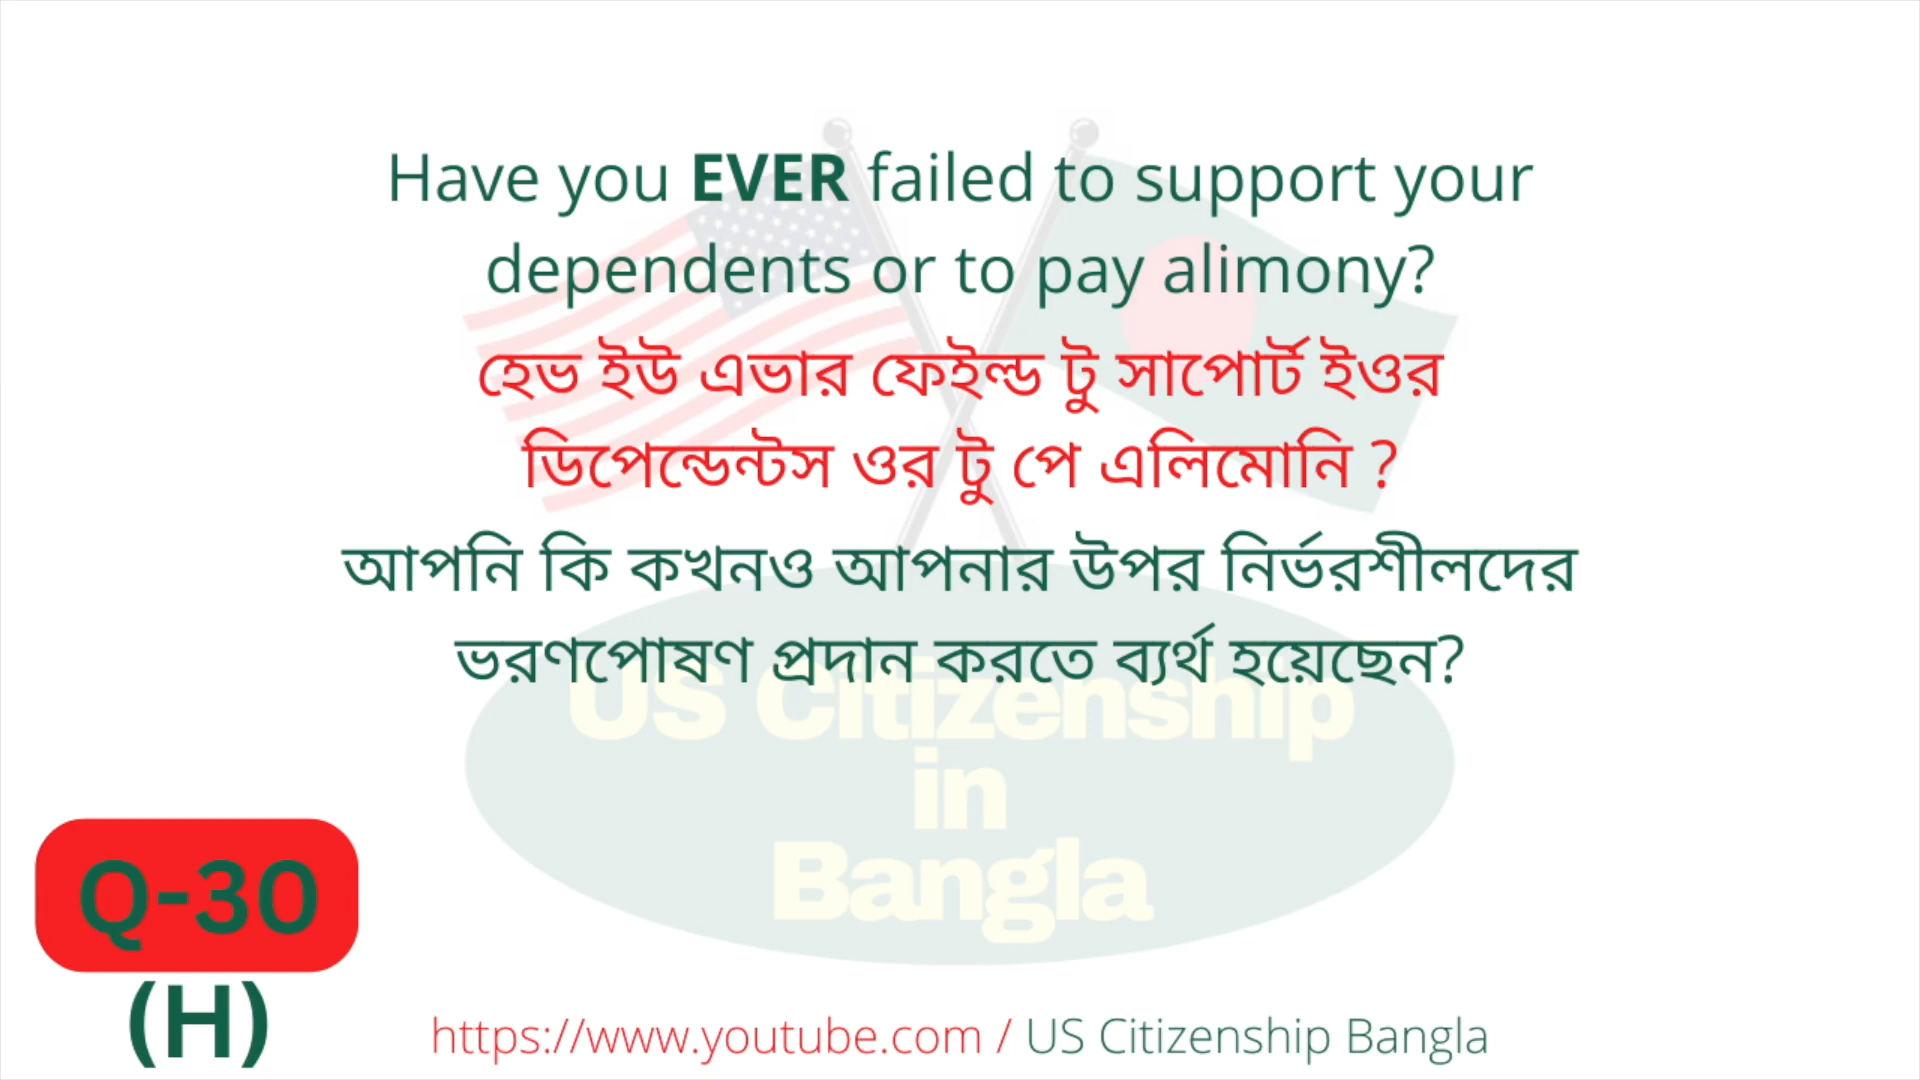 Have you EVER failed to support your
dependents or to pay alimony?
হেভ ইউ এভার ফেইল্ড টু সাপোর্ট ইওর
ডিপেন্ডেন্টস ওর টু পে এলিমোনি ?
আপনি কি কখনও আপনার উপর নির্ভরশীলদের
ভরণপোষণ প্রদান করতে ব্যর্থ হয়েছেন?
US Citizenship
in
Bangla
Q-30
(H)
https://www.youtube.com / US Citizenship Bangla